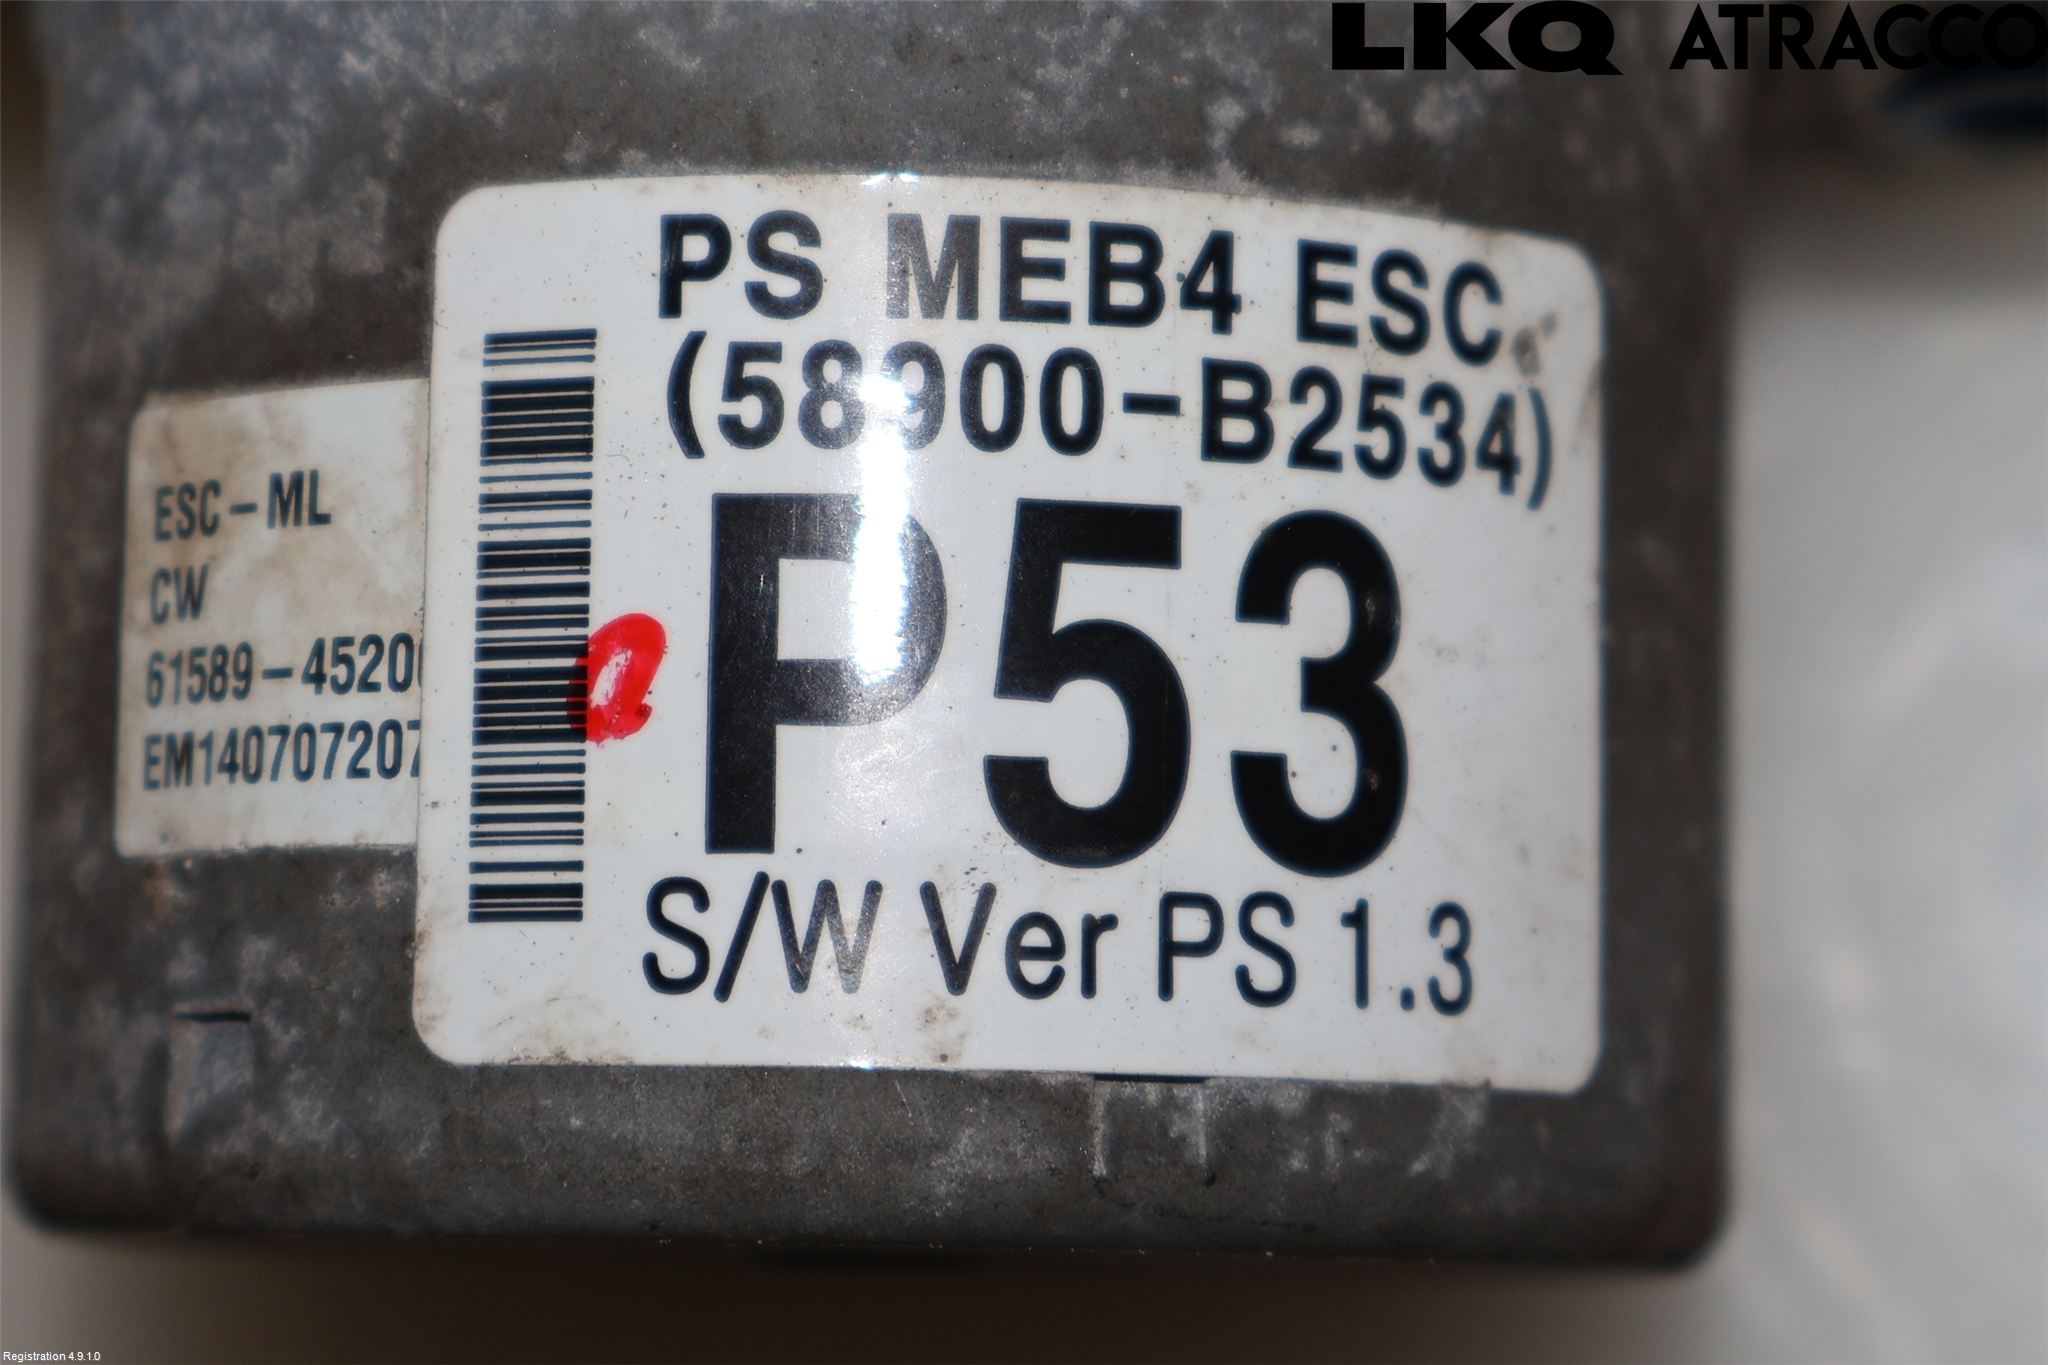 LKQ ATRACCO
PS MEB4 ESC
(58900-B2534)
P53
S/W Ver PS 1.3
ESC-ML
CW
61589-4520
EM140707207
Registration 4.9.1.0